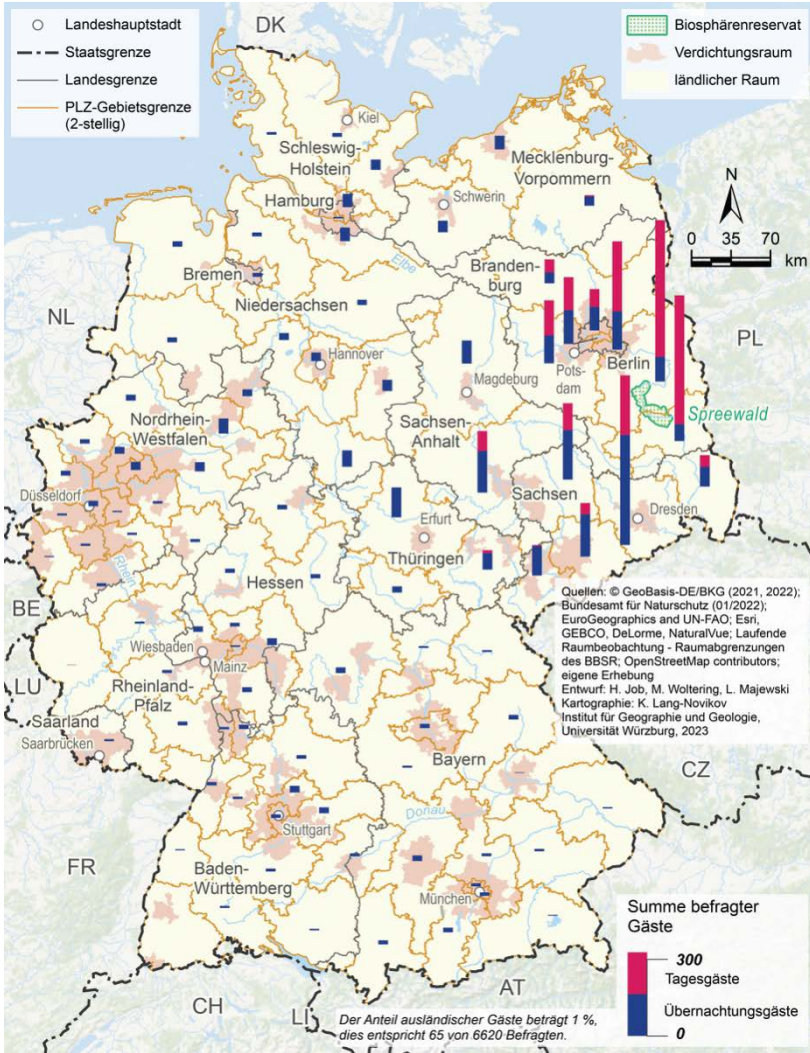 Landeshauptstadt
Staatsgrenze
Landesgrenze
PLZ-Gebietsgrenze
(2-stellig)
DK
Biosphärenreservat
Verdichtungsraum
ländlicher Raum
Kiel
Schleswig-
Holstein
Mecklenburg-
Vorpommern
Hamburg
Schwerin
N
0 35 70
km
Elbe
Bremen
Branden-
burg
NL
Niedersachsen
PL
Hannover
Berlin
Pots-
dam
Magdeburg
Nordrhein-
Westfalen
Sachsen-
Anhalt
Spreewald
Düsseldorf
Sachsen
Dresden
Erfurt
Thüringen
Rhein
Hessen
BE
Quellen: © GeoBasis-DE/BKG (2021, 2022);
Bundesamt für Naturschutz (01/2022);
EuroGeographics and UN-FAO; Esri,
GEBCO, DeLorme, NaturalVue; Laufende
Raumbeobachtung - Raumabgrenzungen
des BBSR; OpenStreetMap contributors;
eigene Erhebung
Entwurf: H. Job, M. Woltering, L. Majewski
Kartographie: K. Lang-Novikov
Institut für Geographie und Geologie,
Universität Würzburg, 2023
Wiesbaden
Mainz
LU
Rheinland-
Pfalz
Saarland
Saarbrücken
Bayern
CZ
Donau
Stuttgart
FR
Baden-
Württemberg
München
Summe befragter
Gäste
300
Tagesgäste
Übernachtungsgäste
0
AT
CH
LI
Der Anteil ausländischer Gäste beträgt 1 %,
dies entspricht 65 von 6620 Befragten.